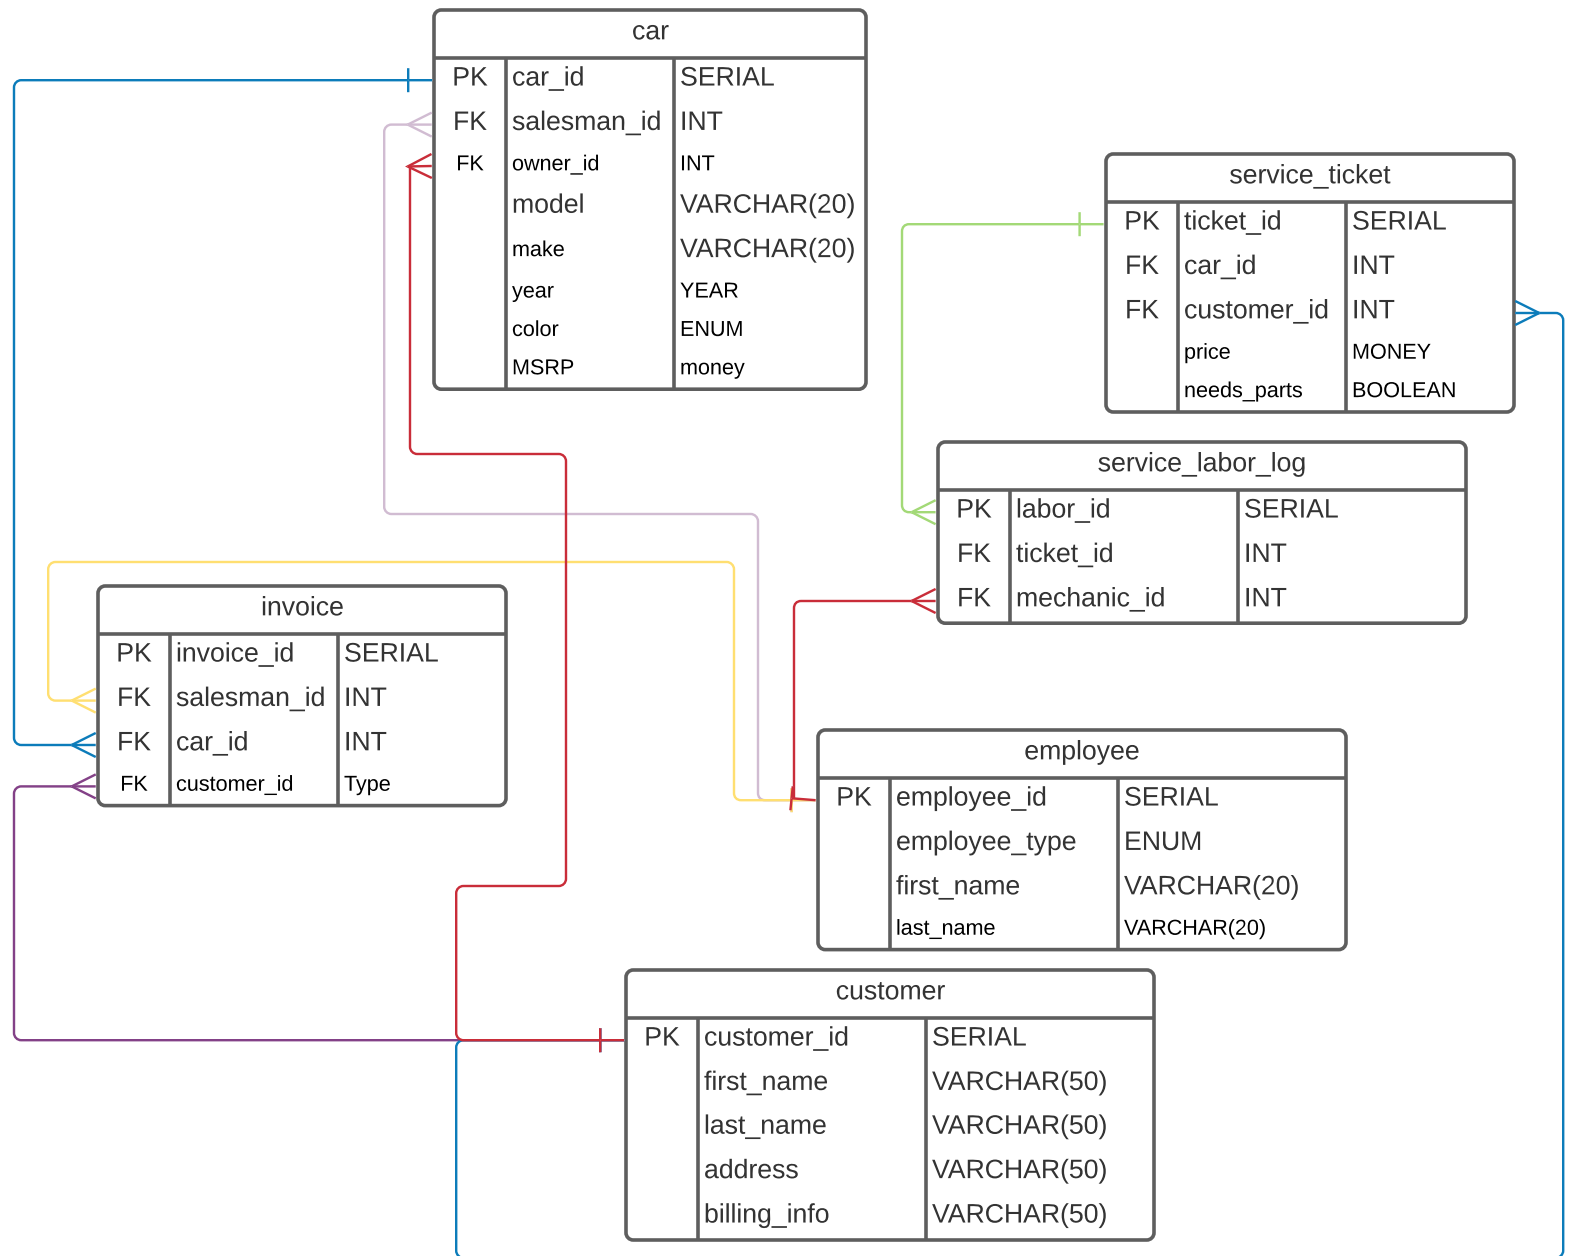 car
PK car_id SERIAL
FK salesman_id INT
FK owner_id INT
model VARCHAR(20)
make VARCHAR(20)
year YEAR
color ENUM
MSRP money
service_ticket
PK ticket_id SERIAL
FK car_id INT
FK customer_id INT
price MONEY
needs_parts BOOLEAN
service_labor_log
PK labor_id SERIAL
FK ticket_id INT
FK mechanic_id INT
invoice
PK invoice_id SERIAL
FK salesman_id INT
FK car_id INT
FK customer_id Type
employee
PK employee_id SERIAL
employee_type ENUM
first_name VARCHAR(20)
last_name VARCHAR(20)
customer
PK customer_id SERIAL
first_name VARCHAR(50)
last_name VARCHAR(50)
address VARCHAR(50)
billing_info VARCHAR(50)